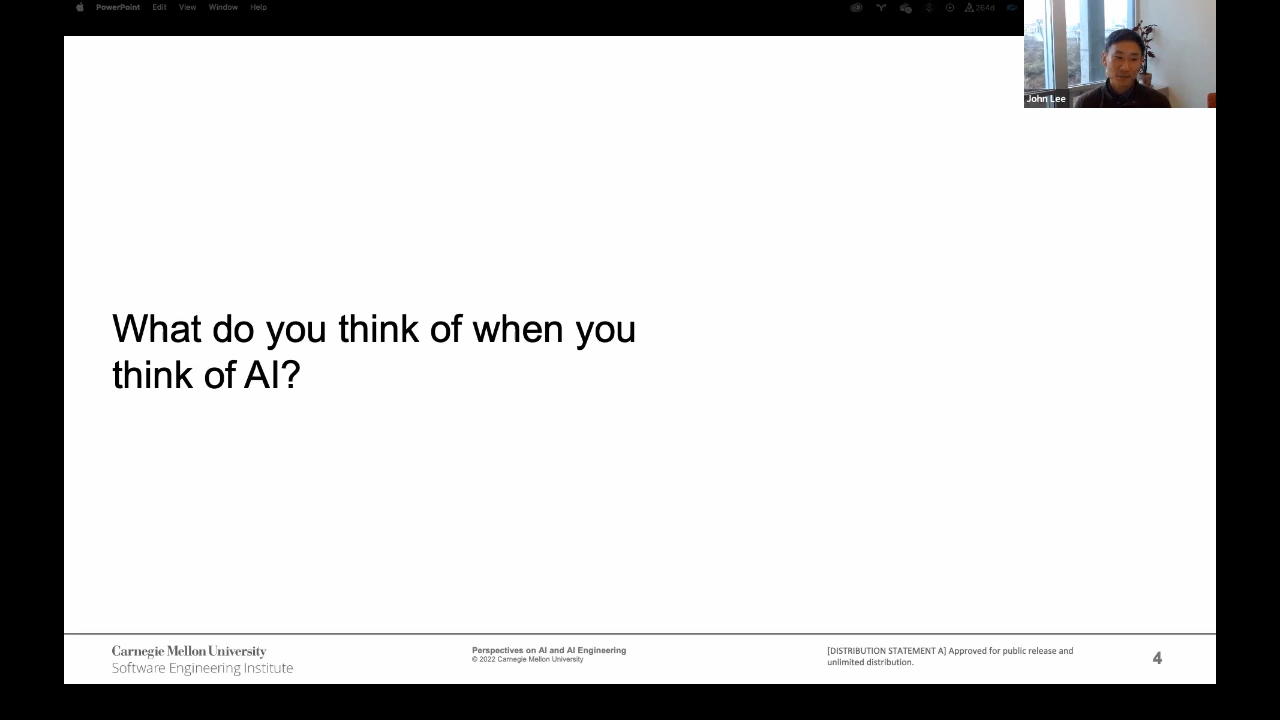 PowerPoint Edit View Window Help
264d
John Lee
What do you think of when you
think of AI?
Carnegie Mellon University
Software Engineering Institute
Perspectives on AI and AI Engineering
© 2022 Carnegie Mellon University
[DISTRIBUTION STATEMENT A] Approved for public release and
unlimited distribution.
4